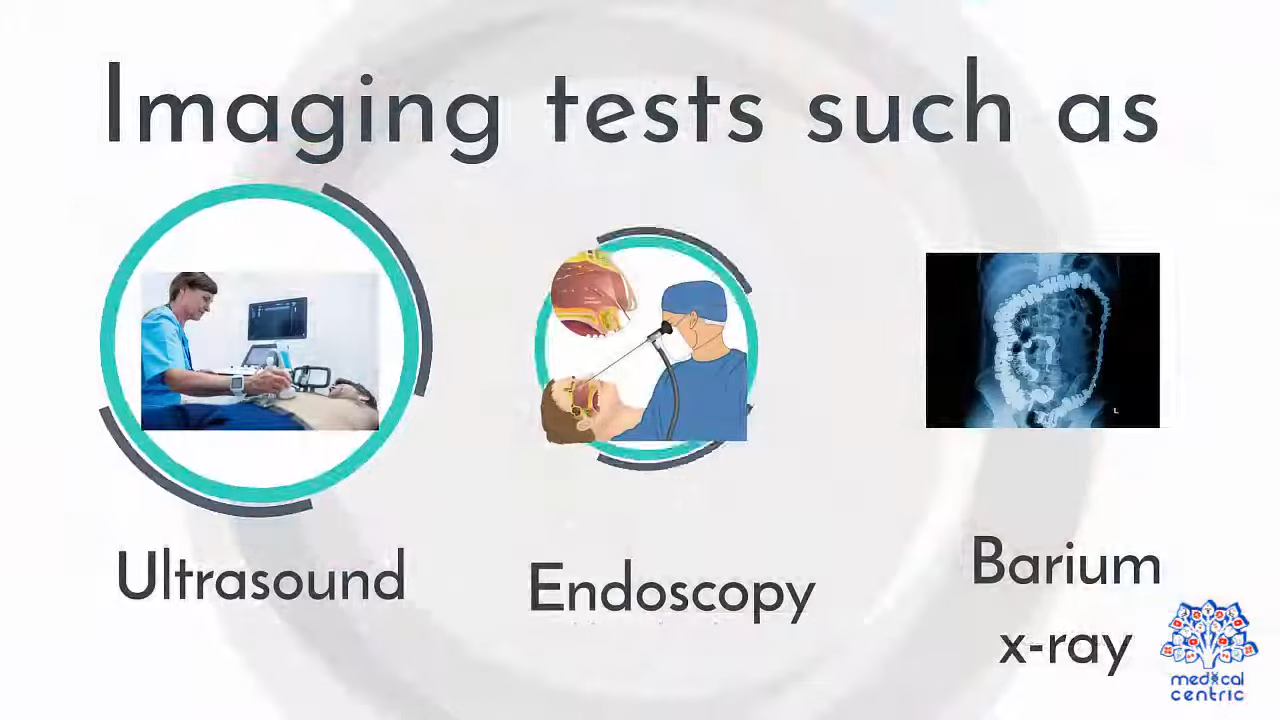 Imaging tests such as
Ultrasound
Endoscopy
Barium
x-ray
L
medical
centric